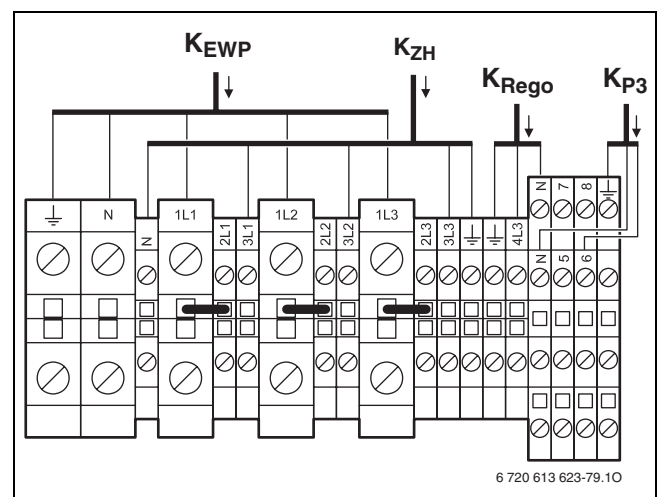 KEWP
KZH
KRego
KP3
N 7 8
N 1L1 2L1 3L1 1L2 2L2 3L2 1L3 2L3 3L3 4L3
N
N 5 6
6 720 613 623-79.1O